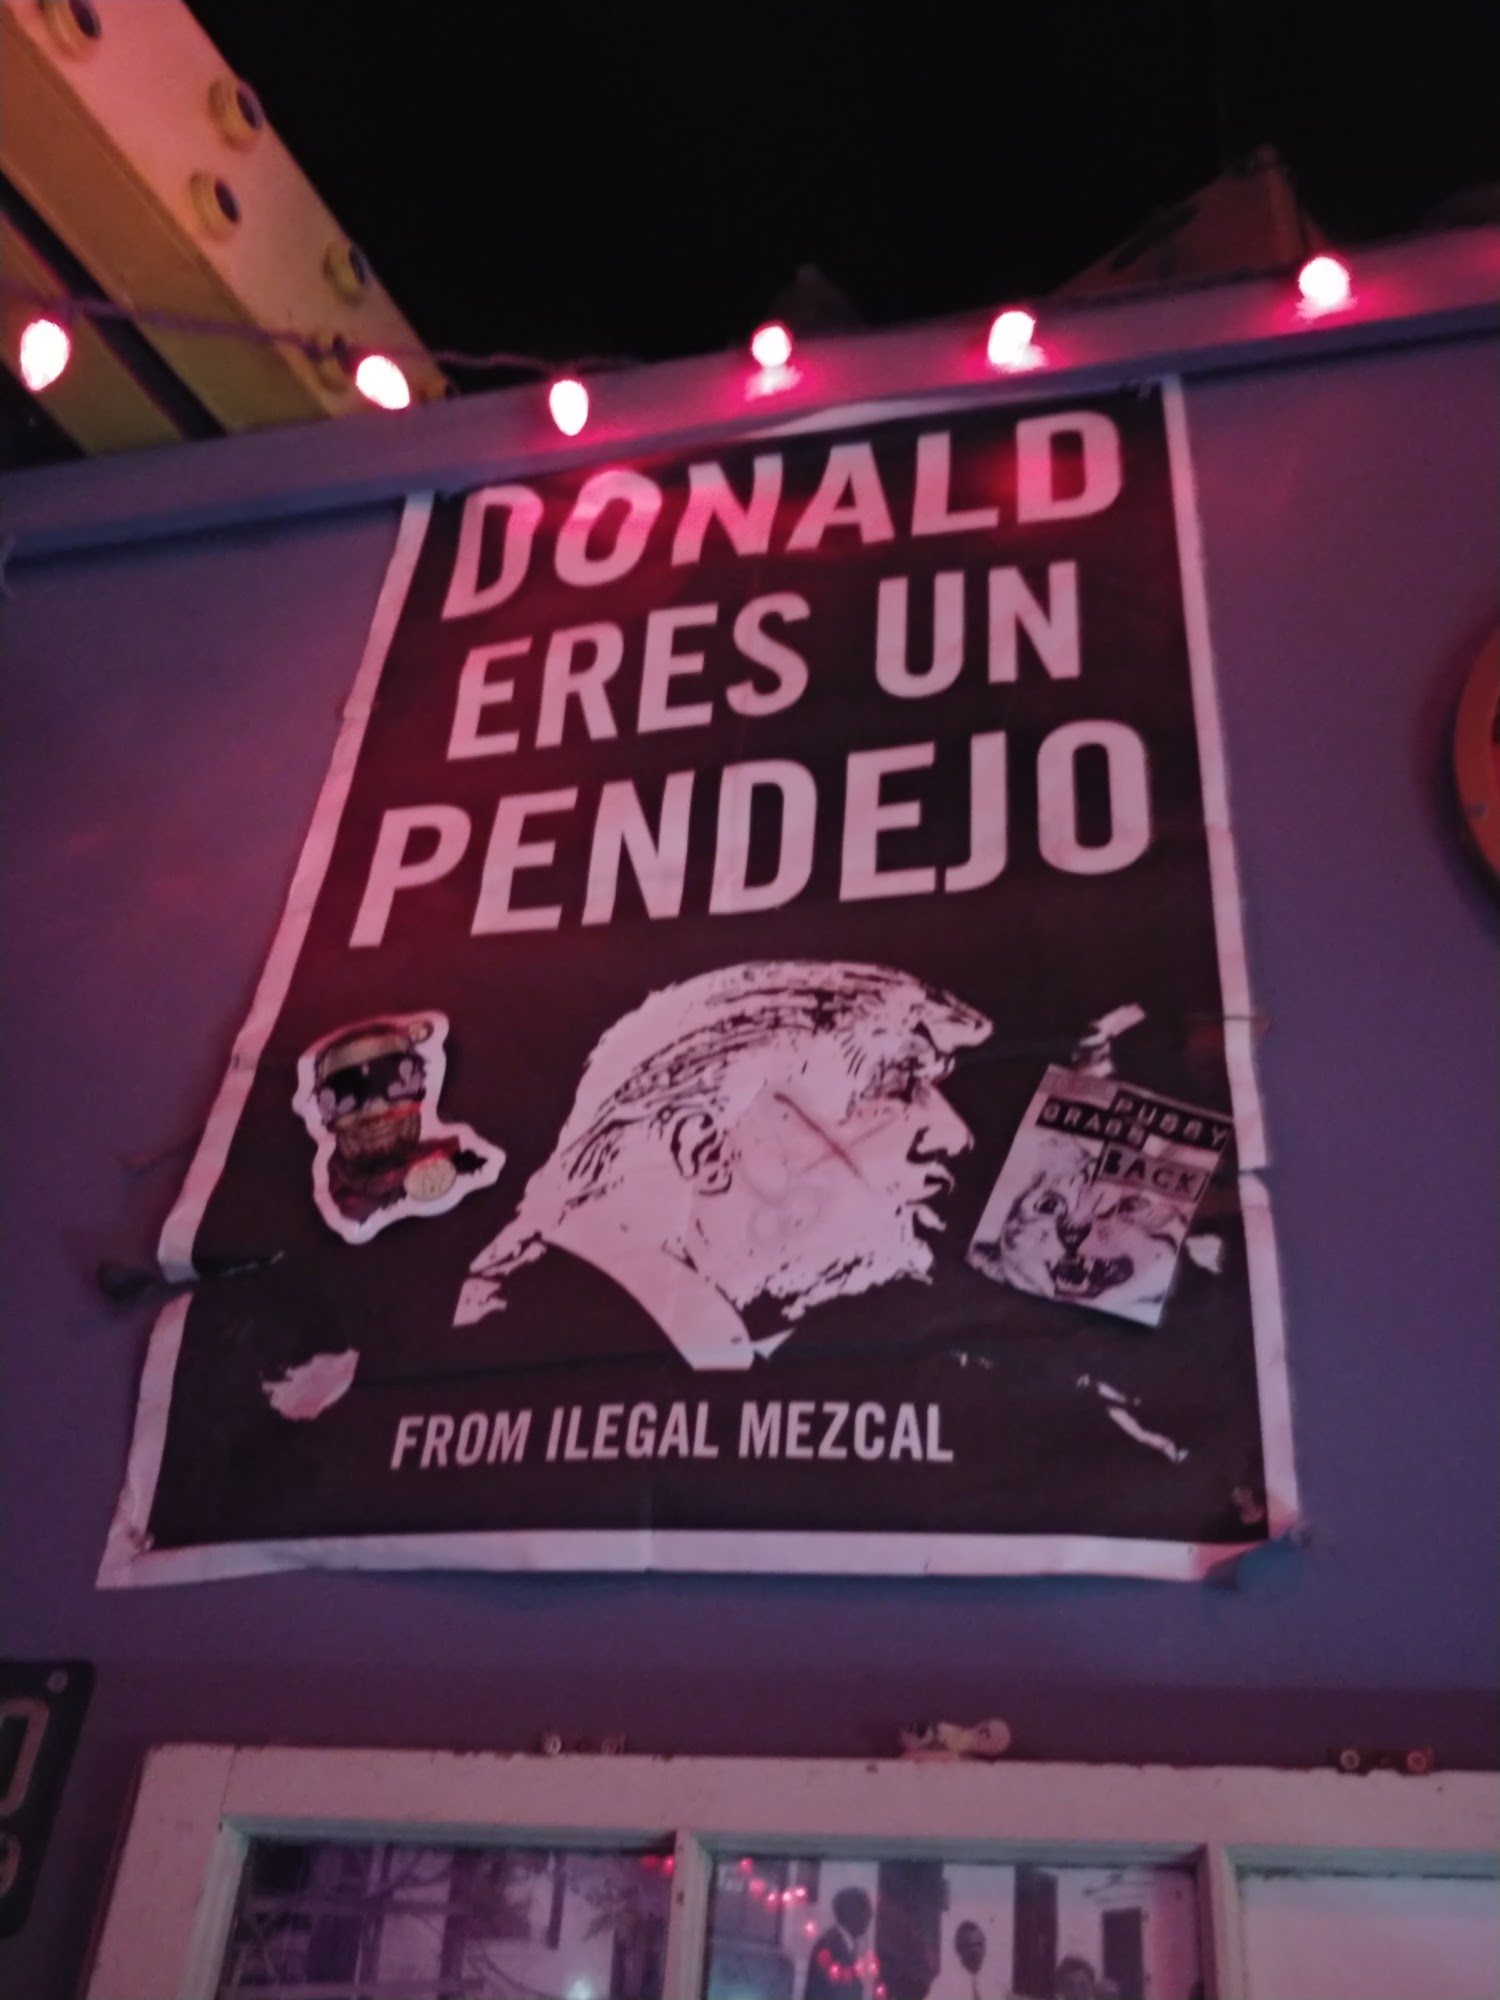 DONALD
ERES UN
PENDEJO
PUSSY
GRABS
BACK
FROM ILEGAL MEZCAL